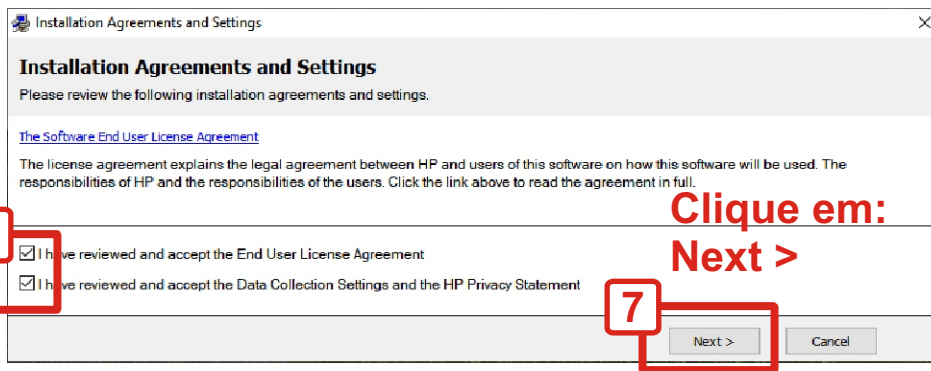 Installation Agreements and Settings
Installation Agreements and Settings
Please review the following installation agreements and settings.
The Software End User License Agreement
The license agreement explains the legal agreement between HP and users of this software on how this software will be used. The
responsibilities of HP and the responsibilities of the users. Click the link above to read the agreement in full.
Clique em:
Next >
I have reviewed and accept the End User License Agreement
I have reviewed and accept the Data Collection Settings and the HP Privacy Statement
7
Next >
Cancel